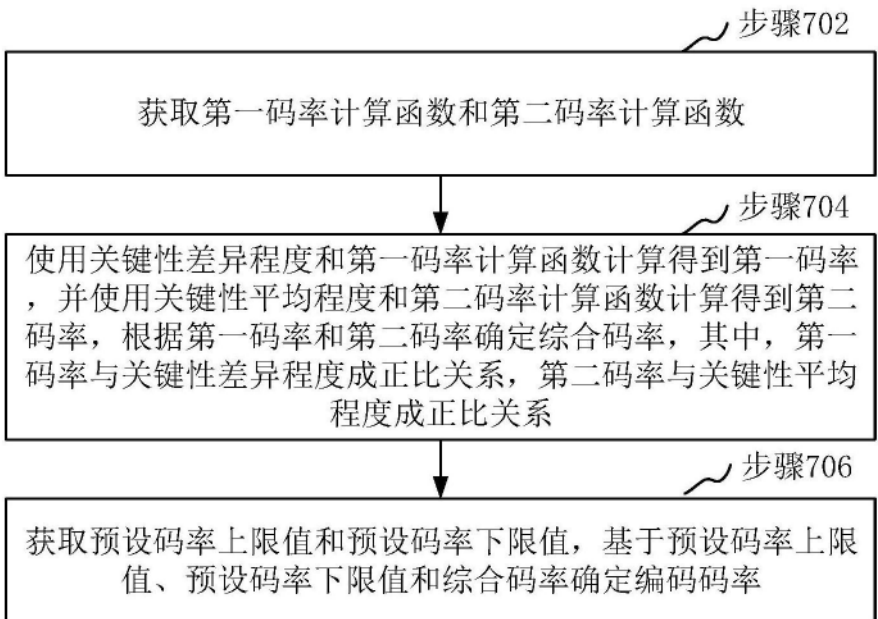 步骤702
获取第一码率计算函数和第二码率计算函数
步骤704
使用关键性差异程度和第一码率计算函数计算得到第一码率
，并使用关键性平均程度和第二码率计算函数计算得到第二
码率，根据第一码率和第二码率确定综合码率，其中，第一
码率与关键性差异程度成正比关系，第二码率与关键性平均
程度成正比关系
步骤706
获取预设码率上限值和预设码率下限值，基于预设码率上限
值、预设码率下限值和综合码率确定编码码率